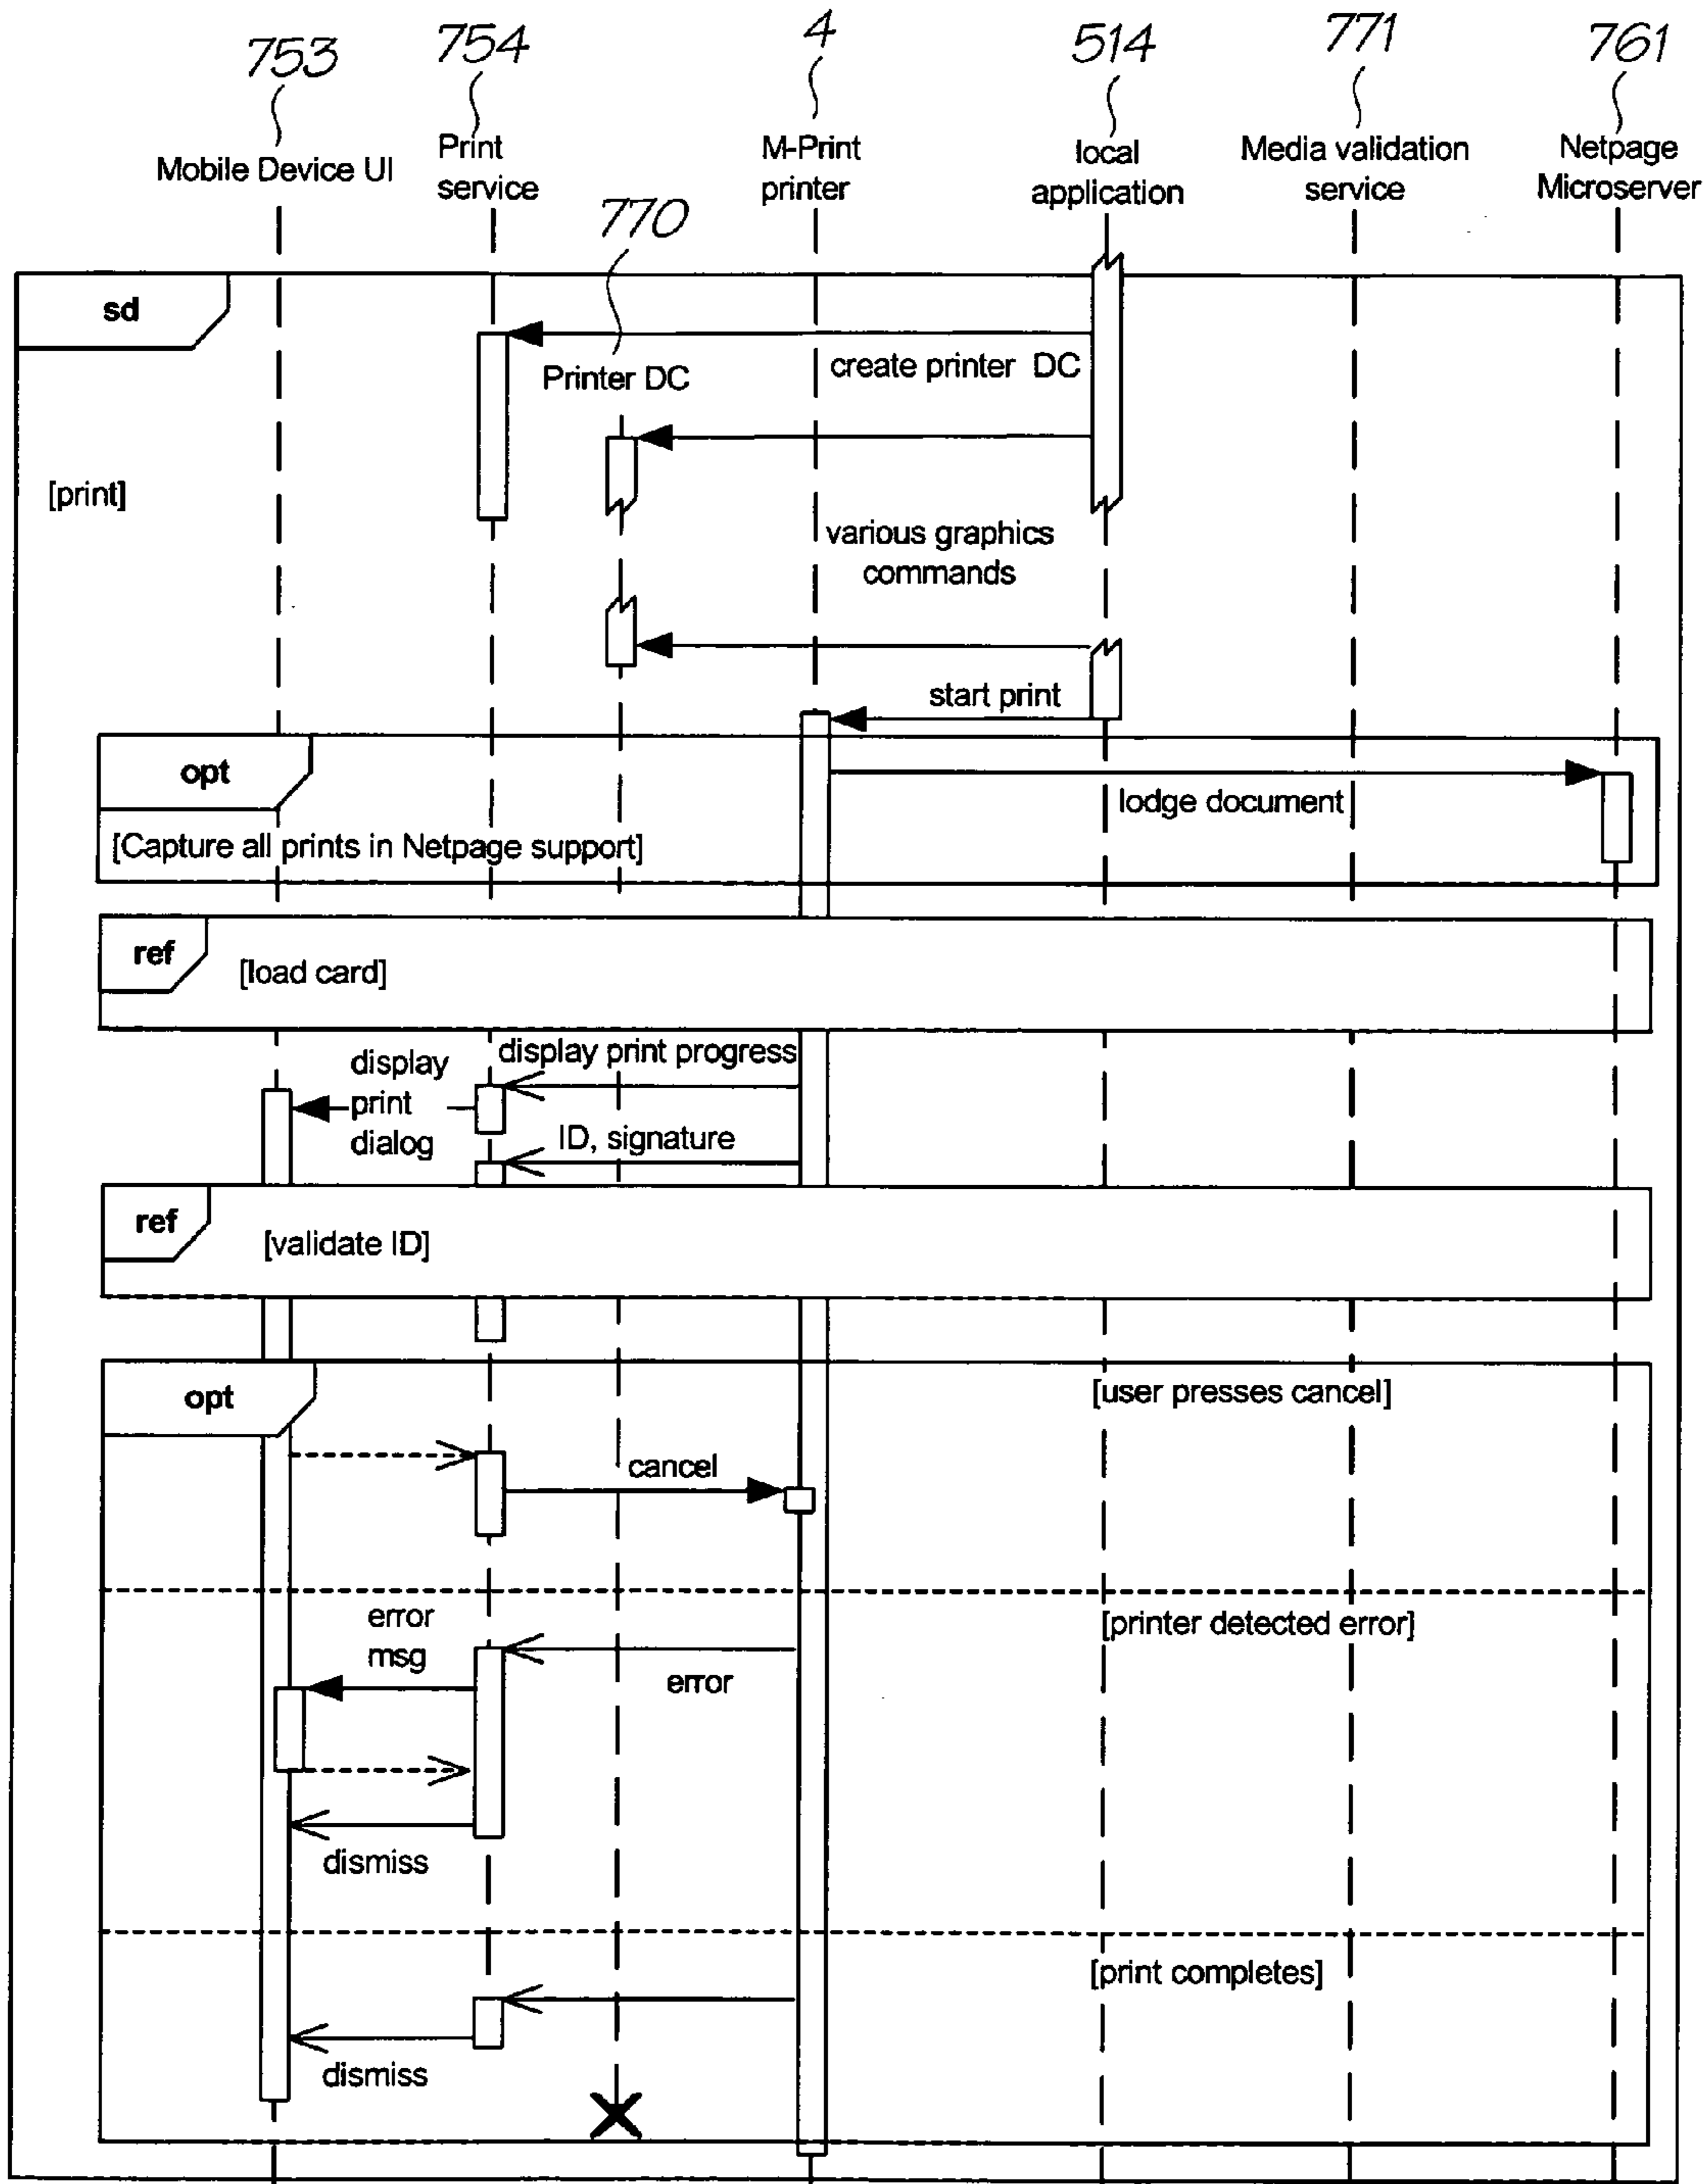 753
754
4
514
771
761
Mobile Device UI
Print
service
M-Print
printer
local
application
Media validation
service
Netpage
Microserver
770
sd
Printer DC
create printer DC
[print]
various graphics
commands
start print
opt
lodge document
[Capture all prints in Netpage support]
ref
[load card]
display
print
dialog
display print progress
ID, signature
ref
[validate ID]
opt
[user presses cancel]
cancel
error
msg
[printer detected error]
error
dismiss
[print completes]
dismiss